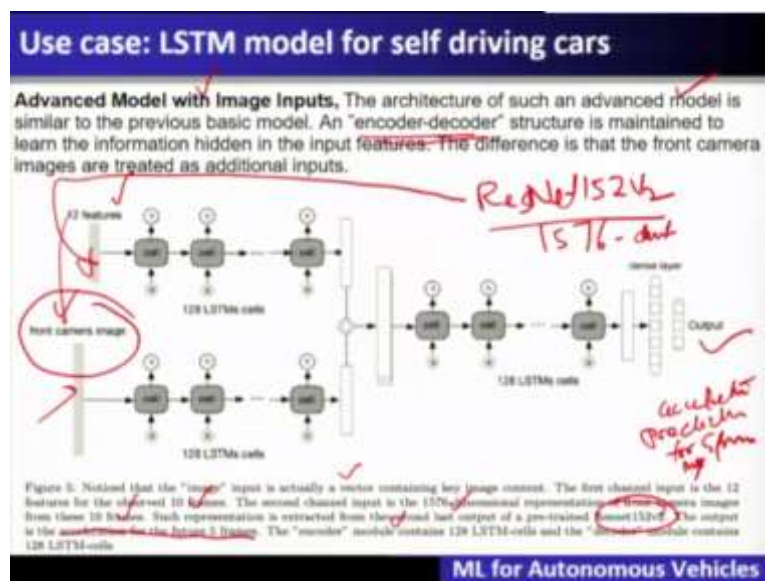 Use case: LSTM model for self driving cars
Advanced Model with Image Inputs, The architecture of such an advanced model is
similar to the previous basic model. An "encoder-decoder" structure is maintained to
learn the information hidden in the input features. The difference is that the front camera
images are treated as additional inputs.
ResNet152V2
1576-
12 features
128 LSTMs cells
dense layer
front camera image
Output
128 LSTMs cells
128 LSTMs cells
for 5
Figure 5: Noticed that the "image" input is actually a vector containing key image content. The first channel input is the 12
features for the observed 10 frames. The second channel input is the 1576-dimensional representation of front camera images
from these 10 frames. Such representation is extracted from the second last output of a pre-trained Resnet152v2. The output
is the acceleration for the future 5 frames. The "encoder" module contains 128 LSTM-cells and the "decoder" module contains
128 LSTM-cells
ML for Autonomous Vehicles